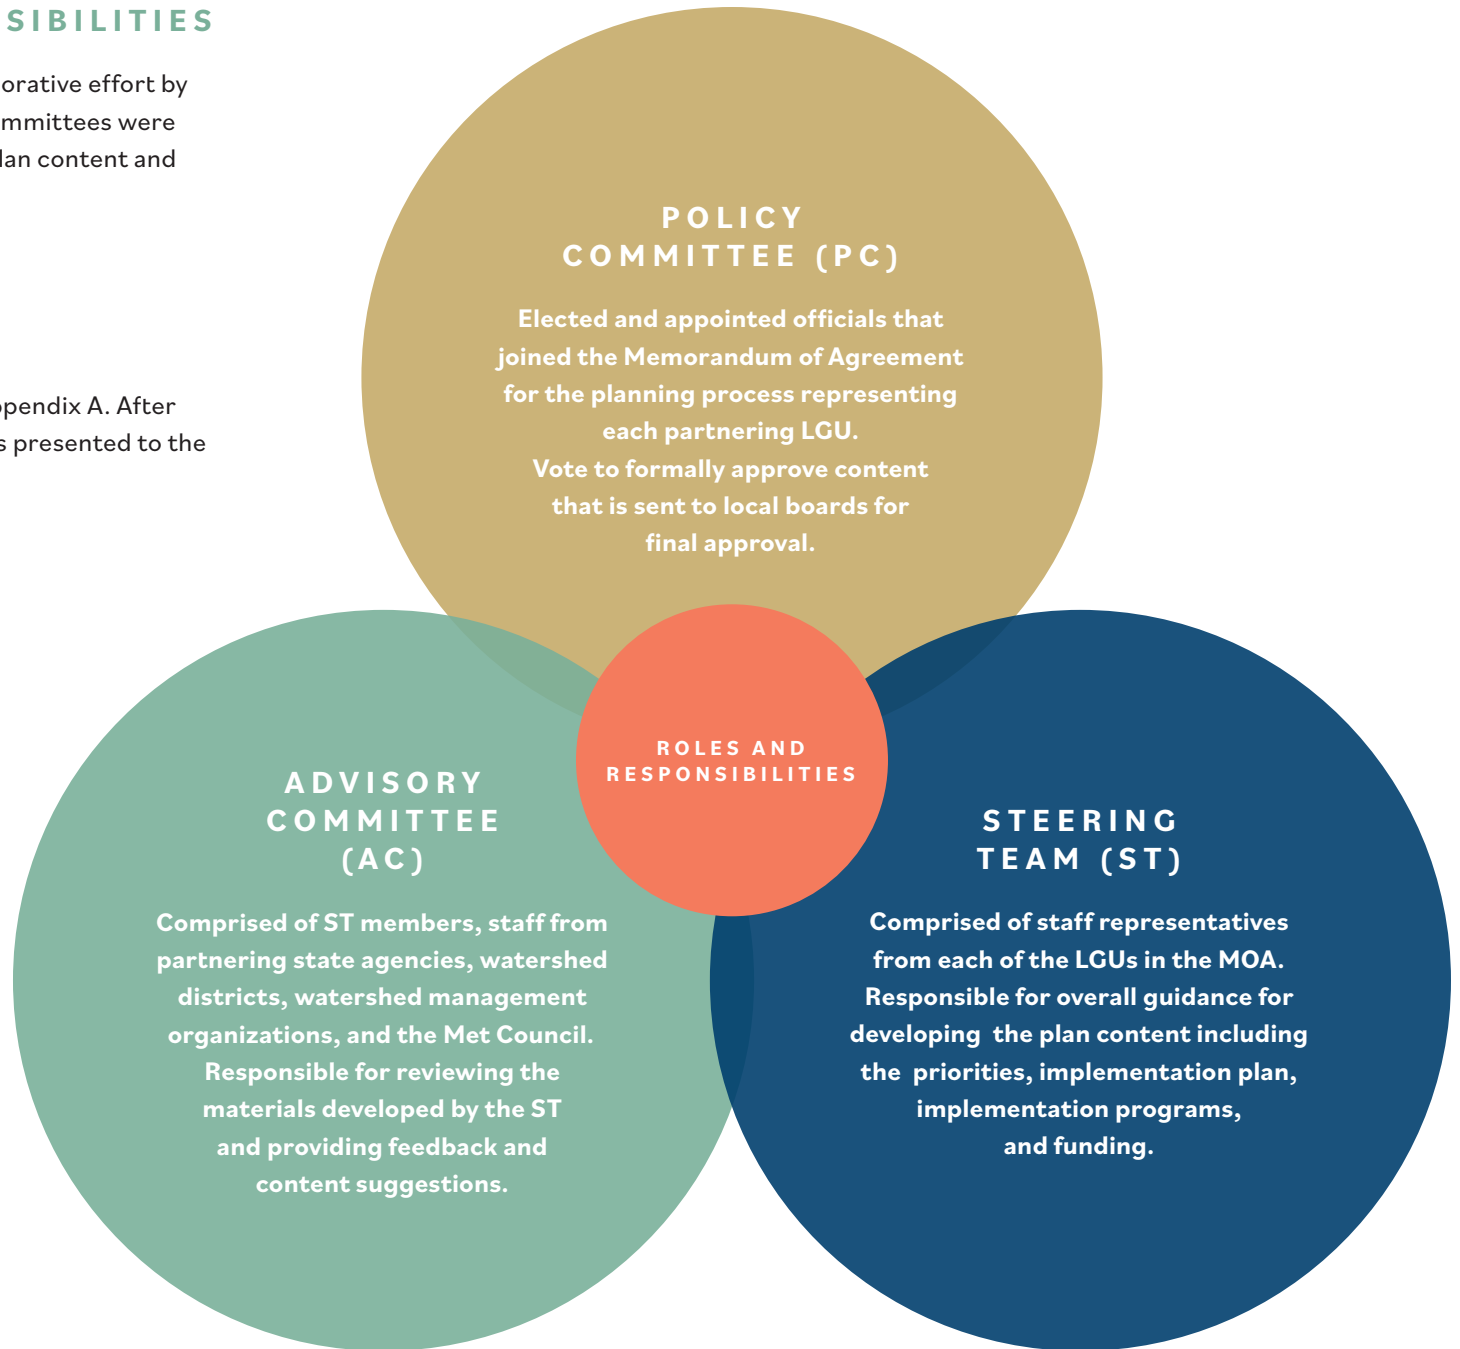 SIBILITIES
orative effort by
mmittees were
lan content and
ppendix A. After
s presented to the
POLICY
COMMITTEE (PC)
Elected and appointed officials that
joined the Memorandum of Agreement
for the planning process representing
each partnering LGU.
Vote to formally approve content
that is sent to local boards for
final approval.
ROLES AND
RESPONSIBILITIES
ADVISORY
COMMITTEE
(AC)
Comprised of ST members, staff from
partnering state agencies, watershed
districts, watershed management
organizations, and the Met Council.
Responsible for reviewing the
materials developed by the ST
and providing feedback and
content suggestions.
STEERING
TEAM (ST)
Comprised of staff representatives
from each of the LGUs in the MOA.
Responsible for overall guidance for
developing  the plan content including
the  priorities, implementation plan,
implementation programs,
and funding.